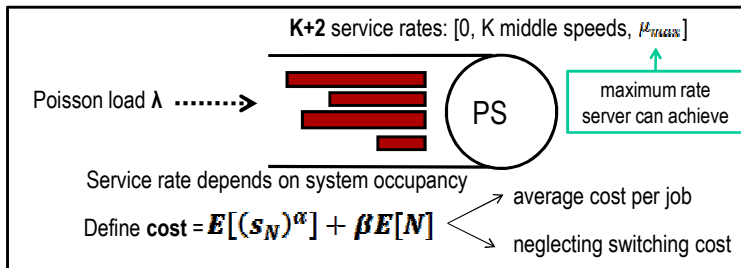 K+2 service rates: [0, K middle speeds, μmax]
Poisson load λ
PS
maximum rate
server can achieve
Service rate depends on system occupancy
Define cost = E[(s_N)^α] + βE[N]
average cost per job
neglecting switching cost